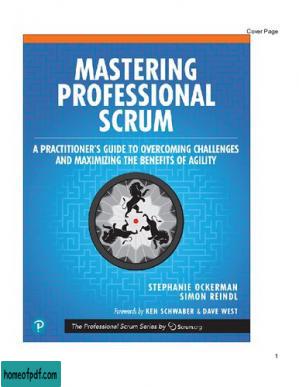 Cover Page
MASTERING
PROFESSIONAL
SCRUM
A PRACTITIONER'S GUIDE TO OVERCOMING CHALLENGES
AND MAXIMIZING THE BENEFITS OF AGILITY
STEPHANIE OCKERMAN
SIMON REINDL
Forewords by KEN SCHWABER & DAVE WEST
P
The Professional Scrum Series by Scrum.org
1
homeofpdf.com